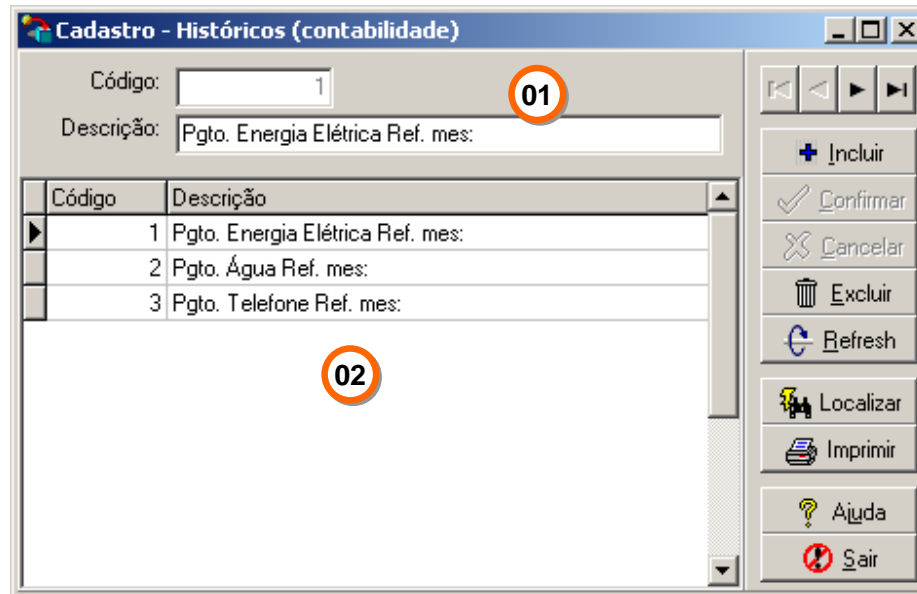 Cadastro - Históricos (contabilidade)
Código: 1
01
Descrição: Pgto. Energia Elétrica Ref. mes:
Código Descrição
1 Pgto. Energia Elétrica Ref. mes:
2 Pgto. Água Ref. mes:
3 Pgto. Telefone Ref. mes:
02
Incluir
Confirmar
Cancelar
Excluir
Refresh
Localizar
Imprimir
Ajuda
Sair